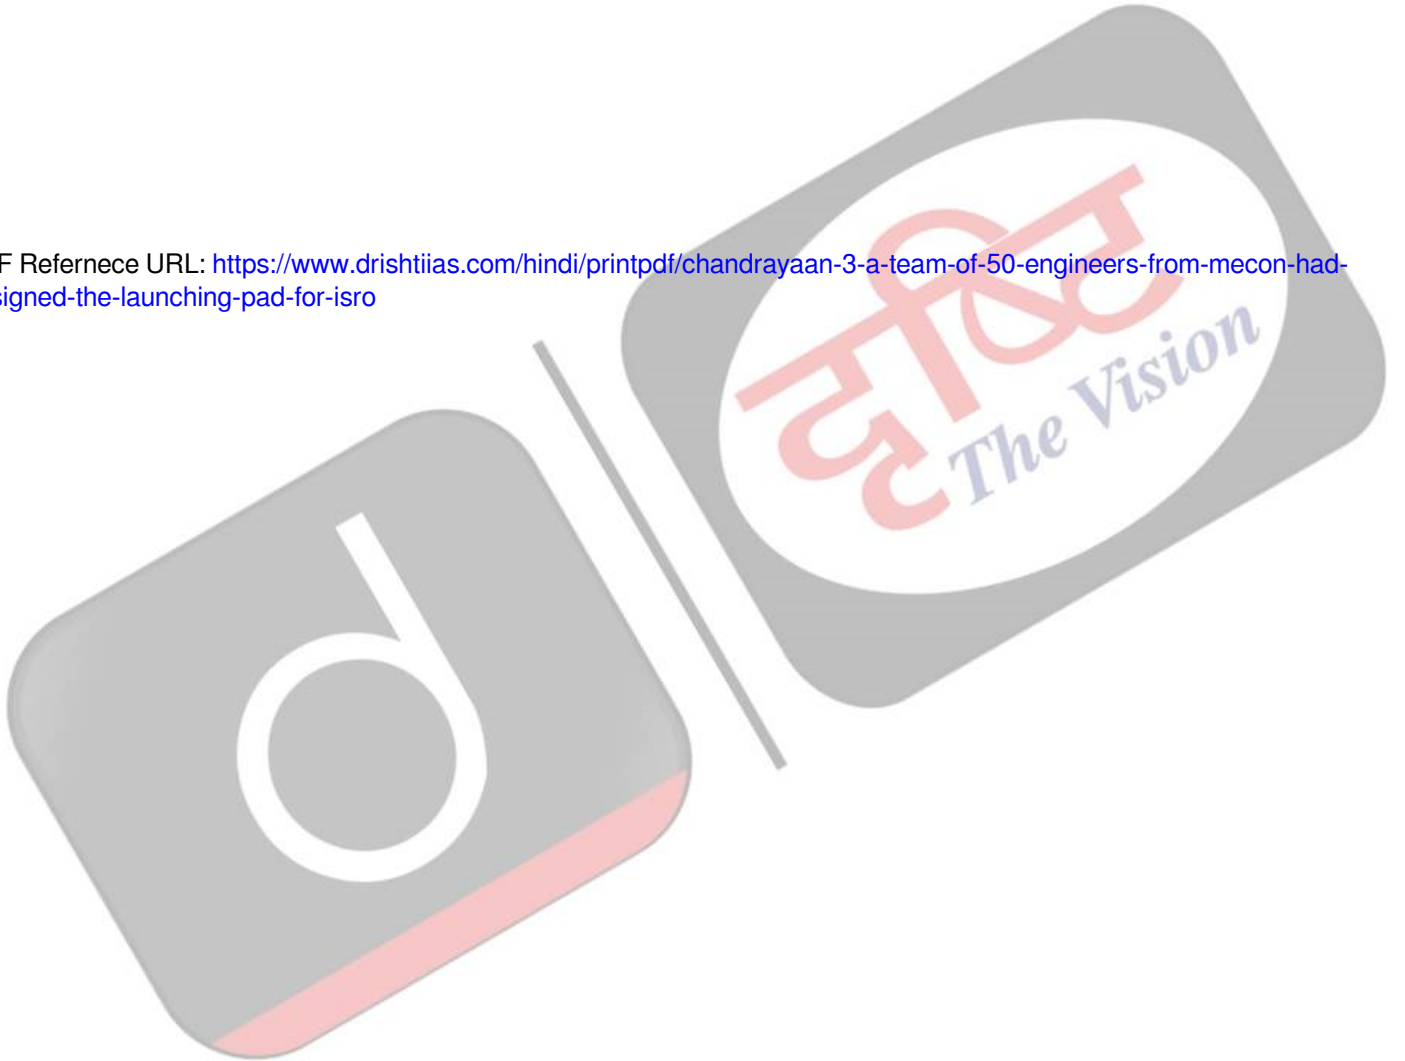 F Refernece URL: https://www.drishtiias.com/hindi/printpdf/chandrayaan-3-a-team-of-50-engineers-from-mecon-had-
signed-the-launching-pad-for-isro
दृष्टि
The Vision
d